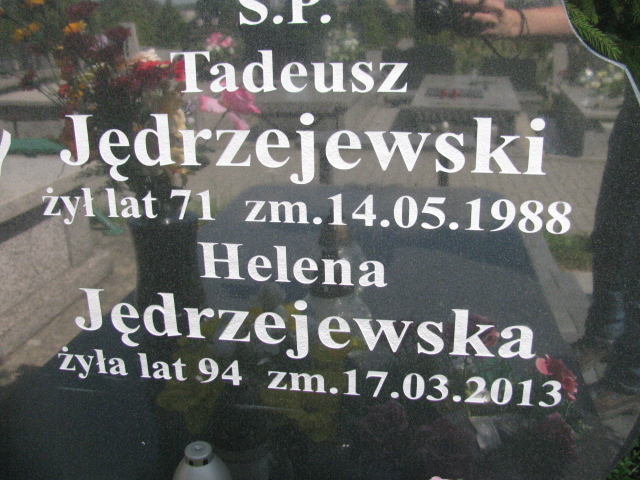 Ś.P.
Tadeusz
Jędrzejewski
żył lat 71 zm.14.05.1988
Helena
Jędrzejewska
żyła lat 94 zm.17.03.2013